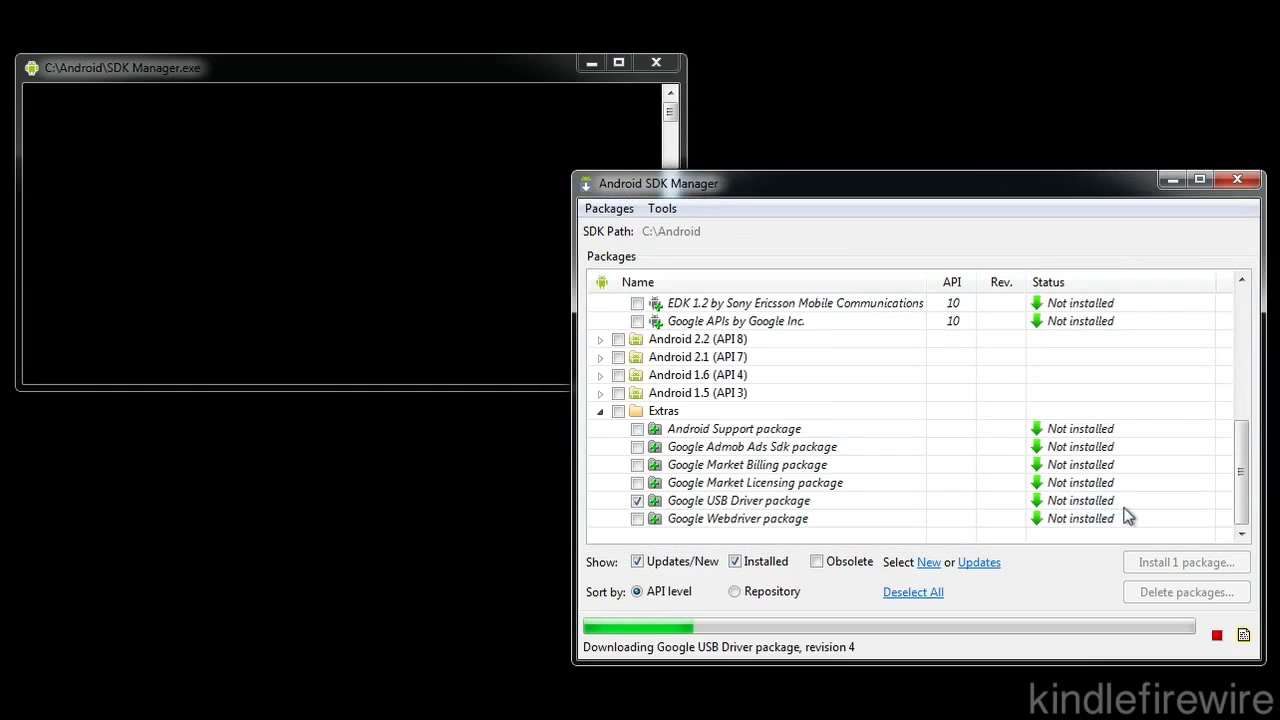 C:\Android\SDK Manager.exe
Android SDK Manager
Packages Tools
SDK Path: C:\Android
Packages
Name API Rev. Status
EDK 1.2 by Sony Ericsson Mobile Communications 10 Not installed
Google APIs by Google Inc. 10 Not installed
Android 2.2 (API 8)
Android 2.1 (API 7)
Android 1.6 (API 4)
Android 1.5 (API 3)
Extras
Android Support package Not installed
Google Admob Ads Sdk package Not installed
Google Market Billing package Not installed
Google Market Licensing package Not installed
Google USB Driver package Not installed
Google Webdriver package Not installed
Show: Updates/New Installed Obsolete Select New or Updates Install 1 package...
Sort by: API level Repository Deselect All Delete packages...
Downloading Google USB Driver package, revision 4
kindlefirewire